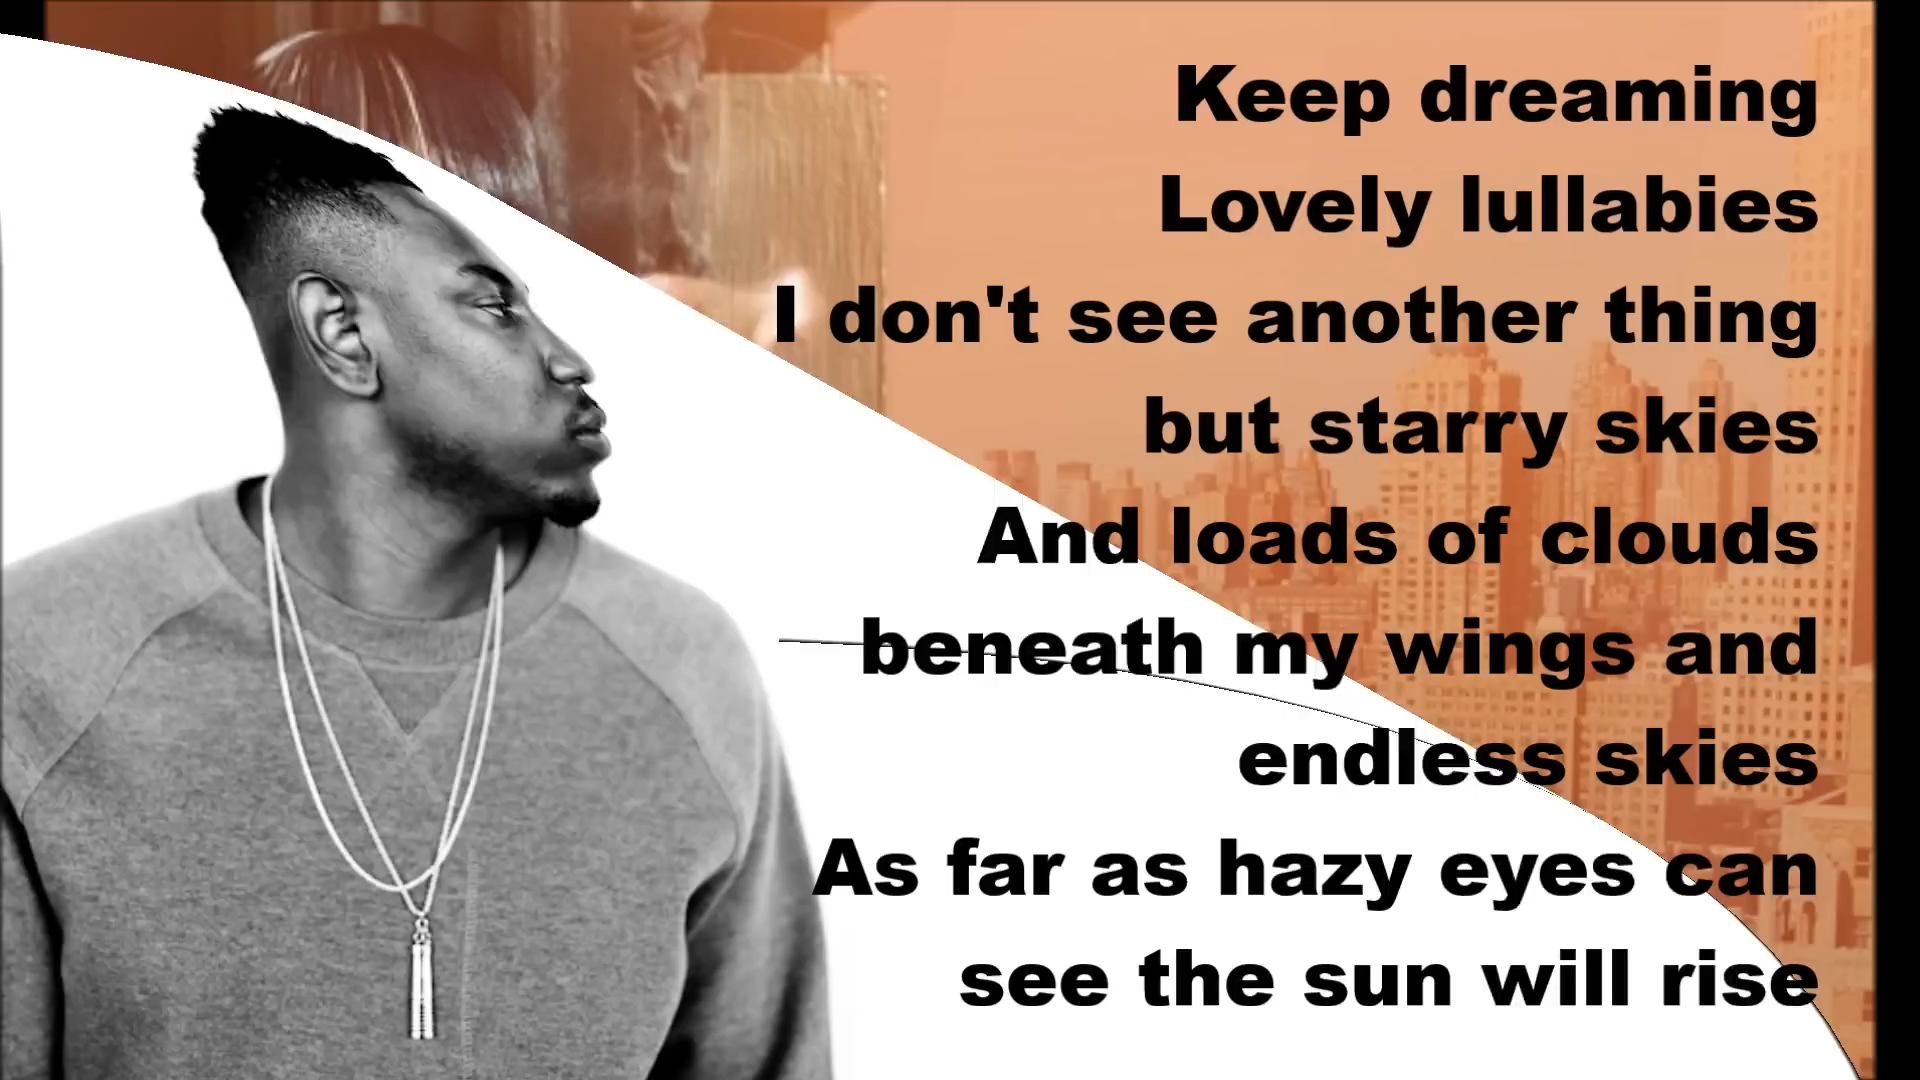 Keep dreaming
Lovely lullabies
I don't see another thing
but starry skies
And loads of clouds
beneath my wings and
endless skies
As far as hazy eyes can
see the sun will rise